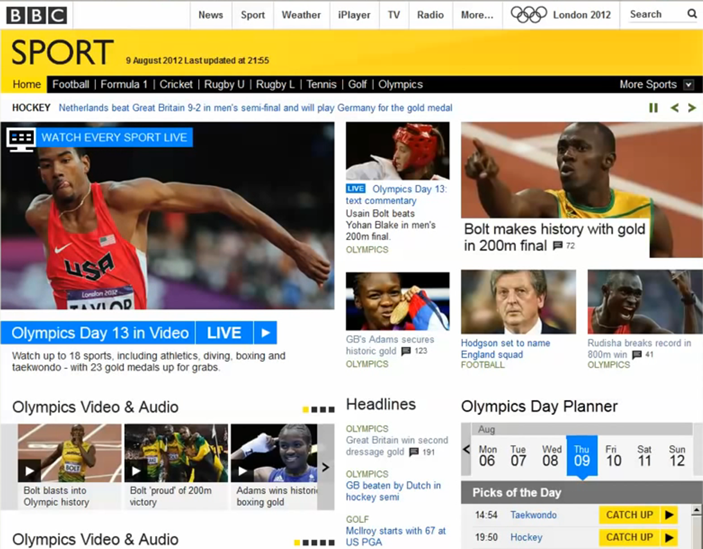 BBC
News
Sport
Weather
iPlayer
TV
Radio
More...
London 2012
Search
SPORT
9 August 2012 Last updated at 21:55
Home
Football
Formula 1
Cricket
Rugby U
Rugby L
Tennis
Golf
Olympics
More Sports
HOCKEY
Netherlands beat Great Britain 9-2 in men's semi-final and will play Germany for the gold medal
WATCH EVERY SPORT LIVE
USA
London 2012
TAYLOR
Olympics Day 13 in Video
LIVE
Watch up to 18 sports, including athletics, diving, boxing and
taekwondo - with 23 gold medals up for grabs.
LIVE Olympics Day 13:
text commentary
Usain Bolt beats
Yohan Blake in men's
200m final.
OLYMPICS
Bolt makes history with gold
in 200m final 72
GB's Adams secures
historic gold 123
OLYMPICS
Hodgson set to name
England squad
FOOTBALL
Rudisha breaks record in
800m win 41
OLYMPICS
Olympics Video & Audio
BOLT
Bolt blasts into
Olympic history
Bolt 'proud' of 200m
victory
Adams wins histori
boxing gold
Olympics Video & Audio
Headlines
OLYMPICS
Great Britain win second
dressage gold 191
OLYMPICS
GB beaten by Dutch in
hockey semi
GOLF
McIlroy starts with 67 at
US PGA
Olympics Day Planner
Aug
Mon
06
Tue
07
Wed
08
Thu
09
Fri
10
Sat
11
Sun
12
Picks of the Day
14:54 Taekwondo CATCH UP
19:50 Hockey CATCH UP